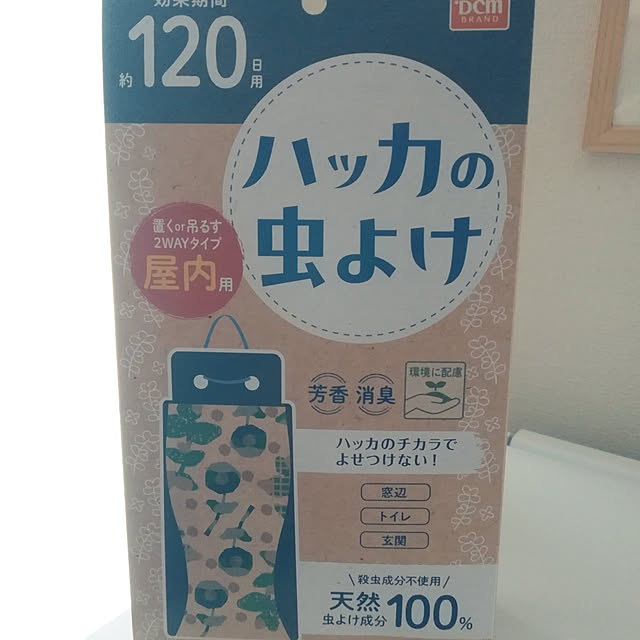 効果期間
約120日用
DCM
BRAND
ハッカの
虫よけ
置くor吊るす
2WAYタイプ
屋内用
芳香 消臭
環境に配慮
ハッカのチカラで
よせつけない!
窓辺
トイレ
玄関
殺虫成分不使用
天然
虫よけ成分
100%